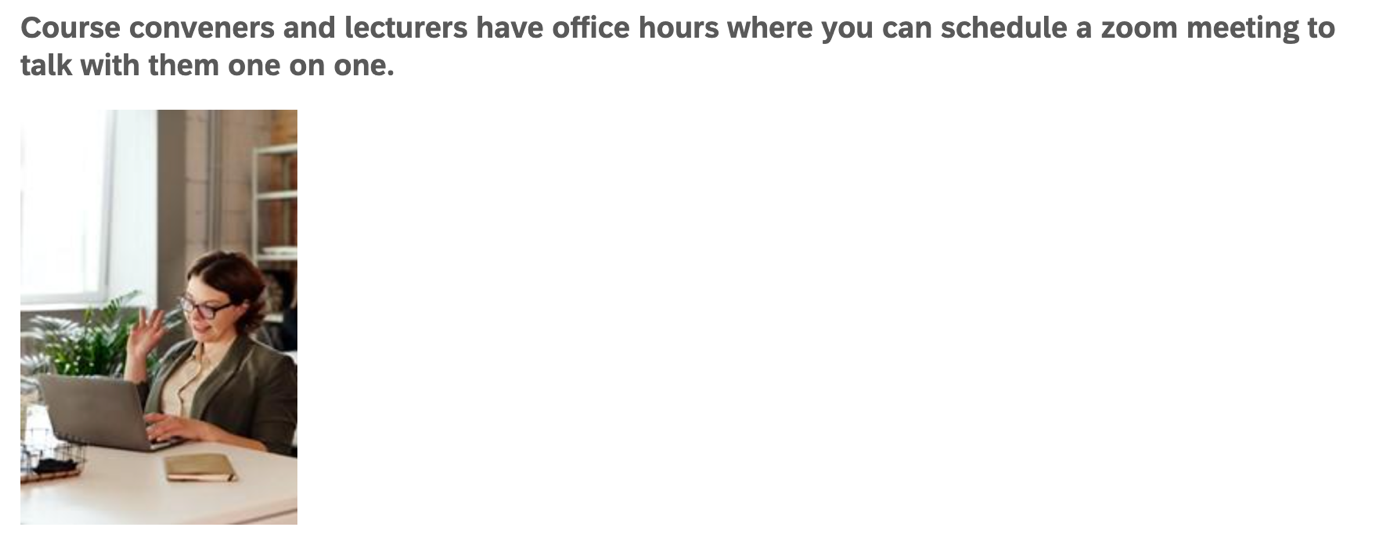 Course conveners and lecturers have office hours where you can schedule a zoom meeting to
talk with them one on one.